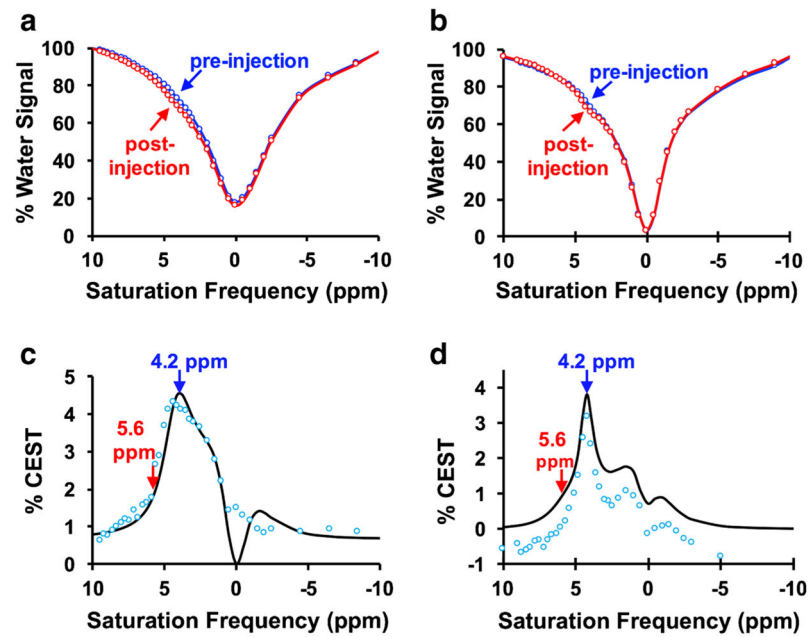 a
% Water Signal
100
80
60
40
20
0
pre-injection
post-
injection
10
5
0
-5
-10
Saturation Frequency (ppm)
b
% Water Signal
100
80
60
40
20
0
pre-injection
post-
injection
10
5
0
-5
-10
Saturation Frequency (ppm)
c
% CEST
5
4
3
2
1
0
4.2 ppm
5.6
ppm
10
5
0
-5
-10
Saturation Frequency (ppm)
d
% CEST
4
3
2
1
0
-1
4.2 ppm
5.6
ppm
10
5
0
-5
-10
Saturation Frequency (ppm)